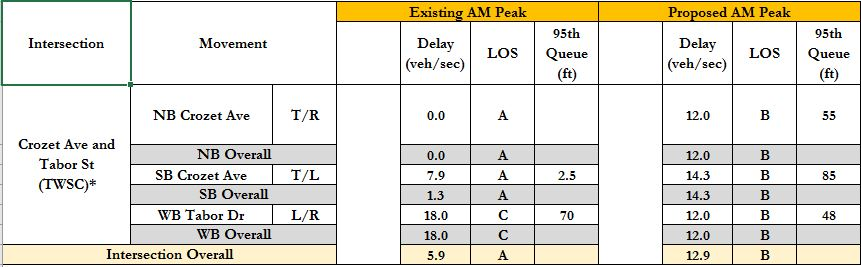 Existing AM Peak Proposed AM Peak
Intersection Movement Delay (veh/sec) LOS 95th Queue (ft) Delay (veh/sec) LOS 95th Queue (ft)
Crozet Ave and Tabor St (TWSC)*
NB Crozet Ave T/R 0.0 A 12.0 B 55
NB Overall 0.0 A 12.0 B
SB Crozet Ave T/L 7.9 A 2.5 14.3 B 85
SB Overall 1.3 A 14.3 B
WB Tabor Dr L/R 18.0 C 70 12.0 B 48
WB Overall 18.0 C 12.0 B
Intersection Overall 5.9 A 12.9 B